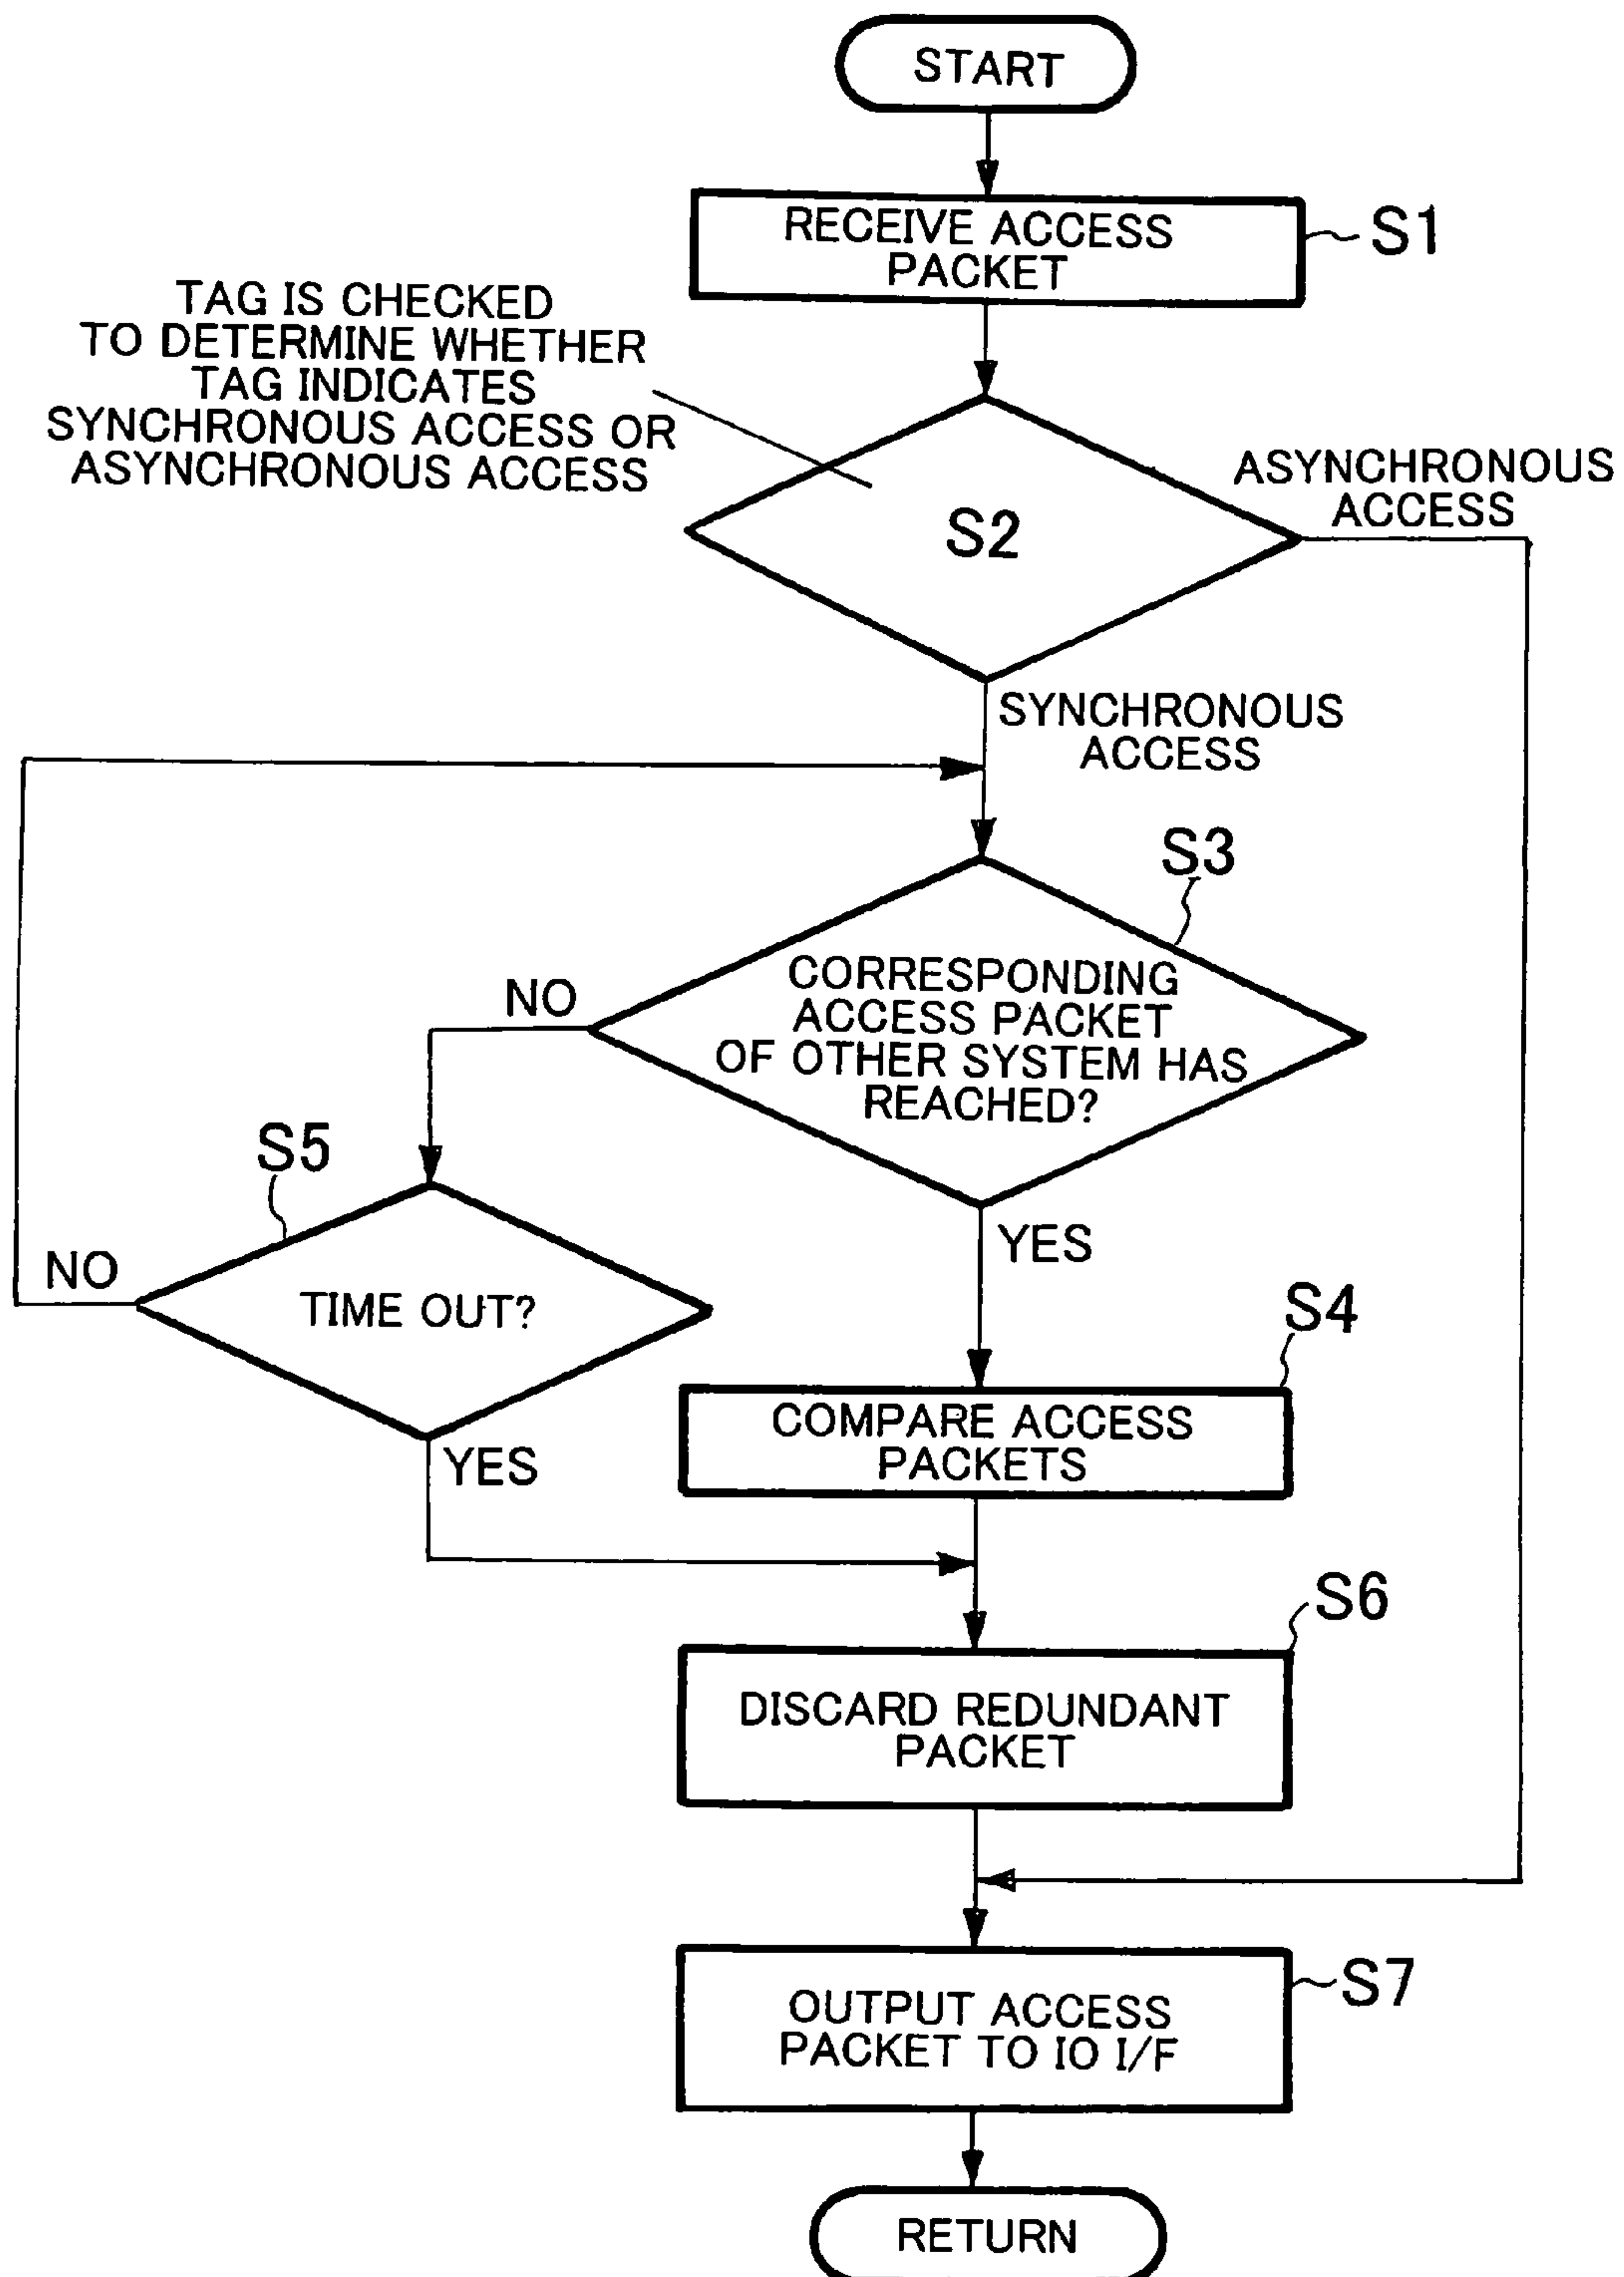 START
RECEIVE ACCESS
PACKET
S1
TAG IS CHECKED
TO DETERMINE WHETHER
TAG INDICATES
SYNCHRONOUS ACCESS OR
ASYNCHRONOUS ACCESS
S2
ASYNCHRONOUS
ACCESS
SYNCHRONOUS
ACCESS
S3
CORRESPONDING
ACCESS PACKET
OF OTHER SYSTEM HAS
REACHED?
NO
YES
S5
TIME OUT?
NO
YES
S4
COMPARE ACCESS
PACKETS
S6
DISCARD REDUNDANT
PACKET
S7
OUTPUT ACCESS
PACKET TO IO I/F
RETURN